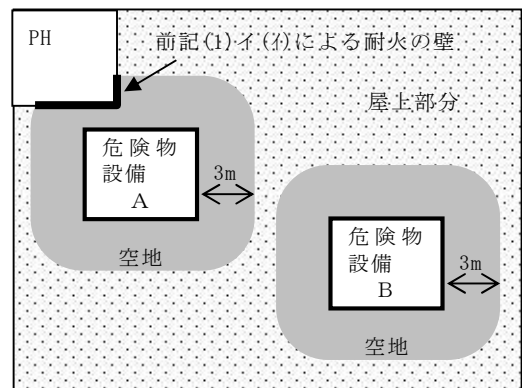 PH
前記(1)イ(ｲ)による耐火の壁
屋上部分
危険物
設備
A
3m
空地
危険物
設備
B
3m
空地